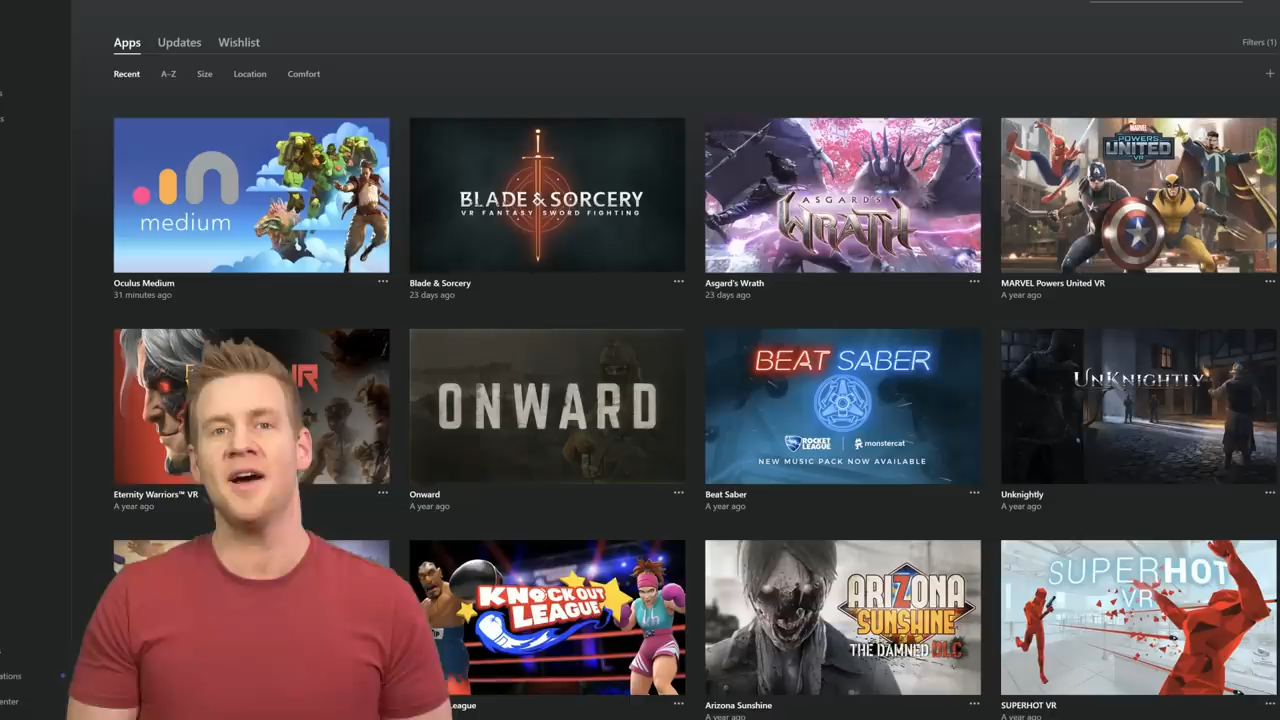 Apps Updates Wishlist
Filters (1)
Recent A-Z Size Location Comfort
+
medium
BLADE & SORCERY
VR FANTASY SWORD FIGHTING
ASGARD'S
WRATH
MARVEL
POWERS
UNITED
VR
Oculus Medium ...
31 minutes ago
Blade & Sorcery ...
23 days ago
Asgard's Wrath ...
23 days ago
MARVEL Powers United VR ...
A year ago
ONWARD
BEAT SABER
ROCKET
LEAGUE
monstercat
NEW MUSIC PACK NOW AVAILABLE
UNKNIGHTLY
Eternity Warriors™ VR ...
A year ago
Onward ...
A year ago
Beat Saber ...
A year ago
Unknightly ...
A year ago
KNOCKOUT
LEAGUE
ARIZONA
SUNSHINE
THE DAMNED DLC
SUPERHOT
VR
League ...
Arizona Sunshine ...
A year ago
SUPERHOT VR ...
A year ago